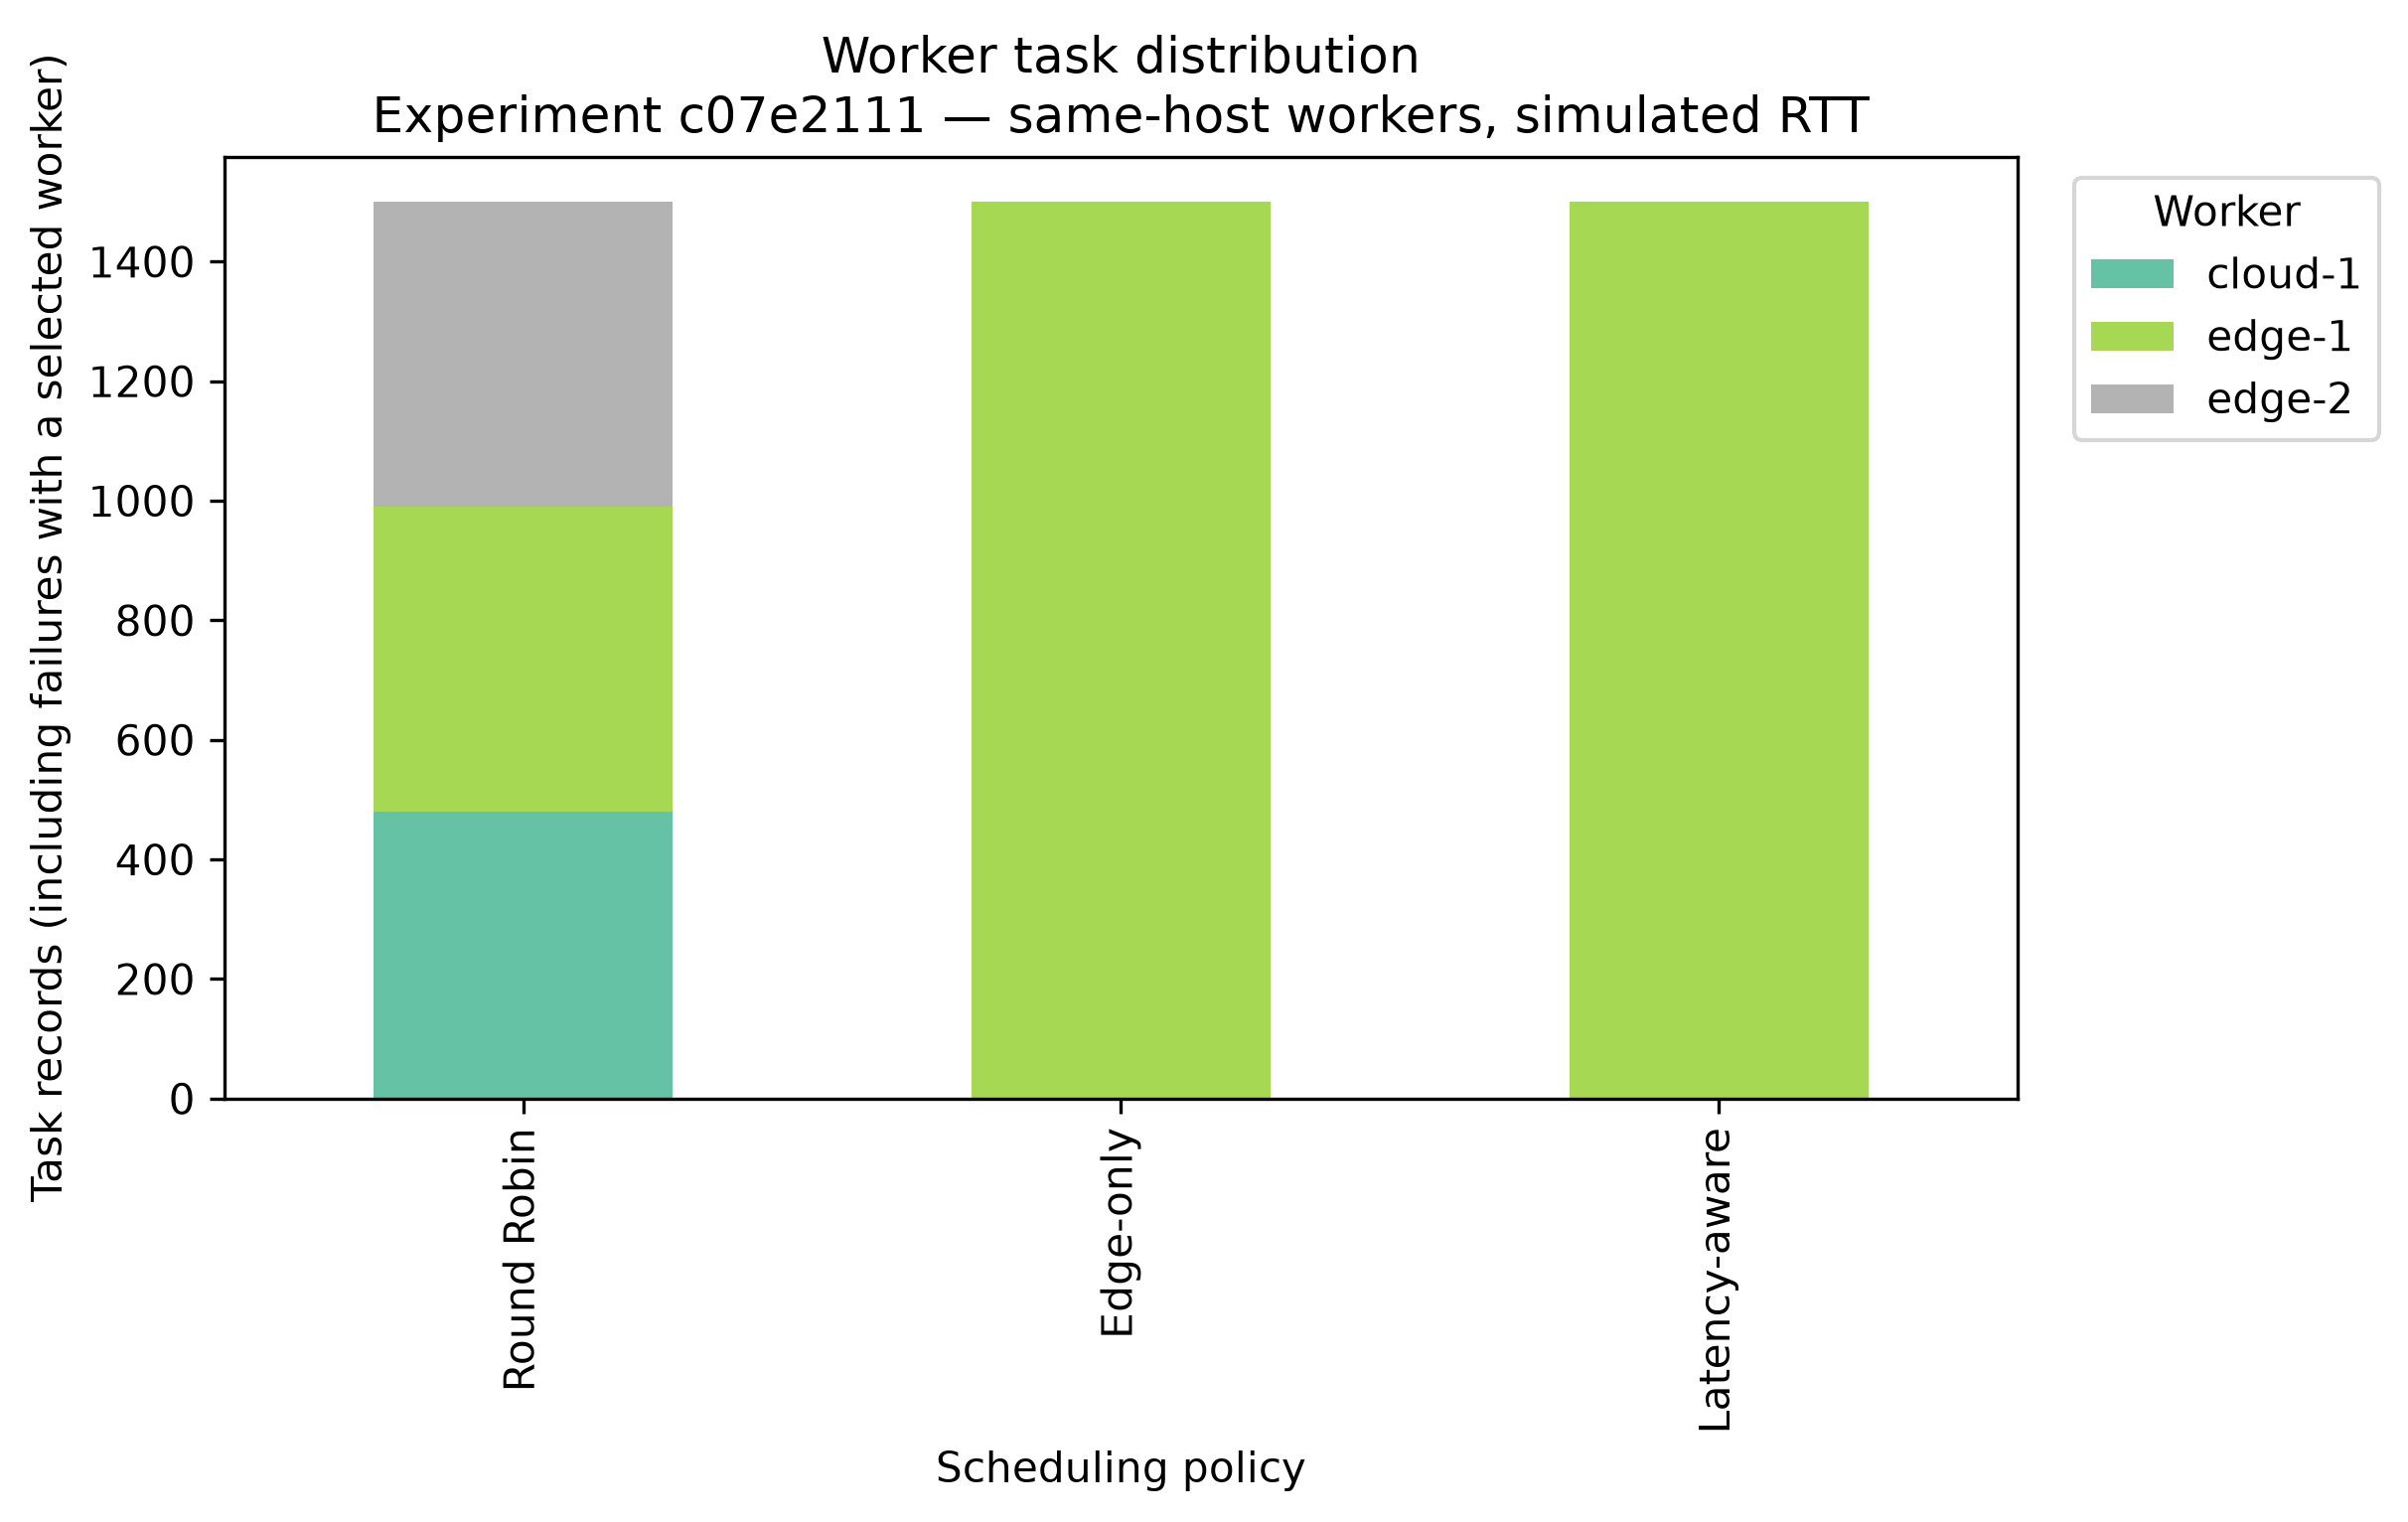 Worker task distribution
Experiment c07e2111 — same-host workers, simulated RTT
Task records (including failures with a selected worker)
1400
1200
1000
800
600
400
200
0
Round Robin
Edge-only
Latency-aware
Scheduling policy
Worker
cloud-1
edge-1
edge-2